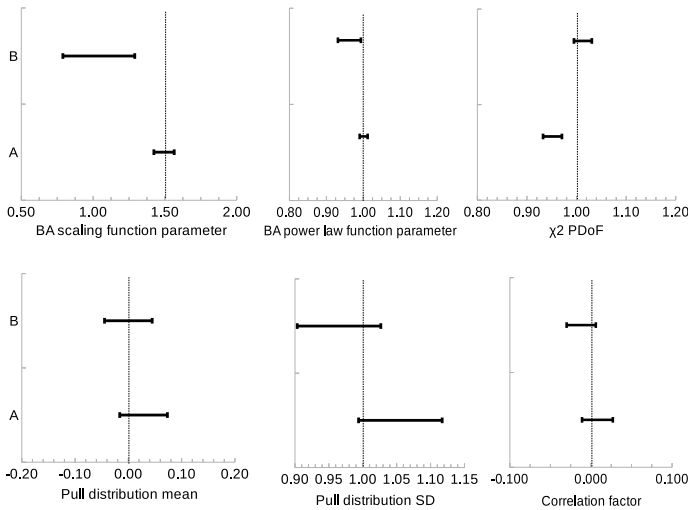 B
A
0.50 1.00 1.50 2.00
BA scaling function parameter
0.80 0.90 1.00 1.10 1.20
BA power law function parameter
0.80 0.90 1.00 1.10 1.20
χ2 PDoF
B
A
-0.20 -0.10 0.00 0.10 0.20
Pull distribution mean
0.90 0.95 1.00 1.05 1.10 1.15
Pull distribution SD
-0.100 0.000 0.100
Correlation factor